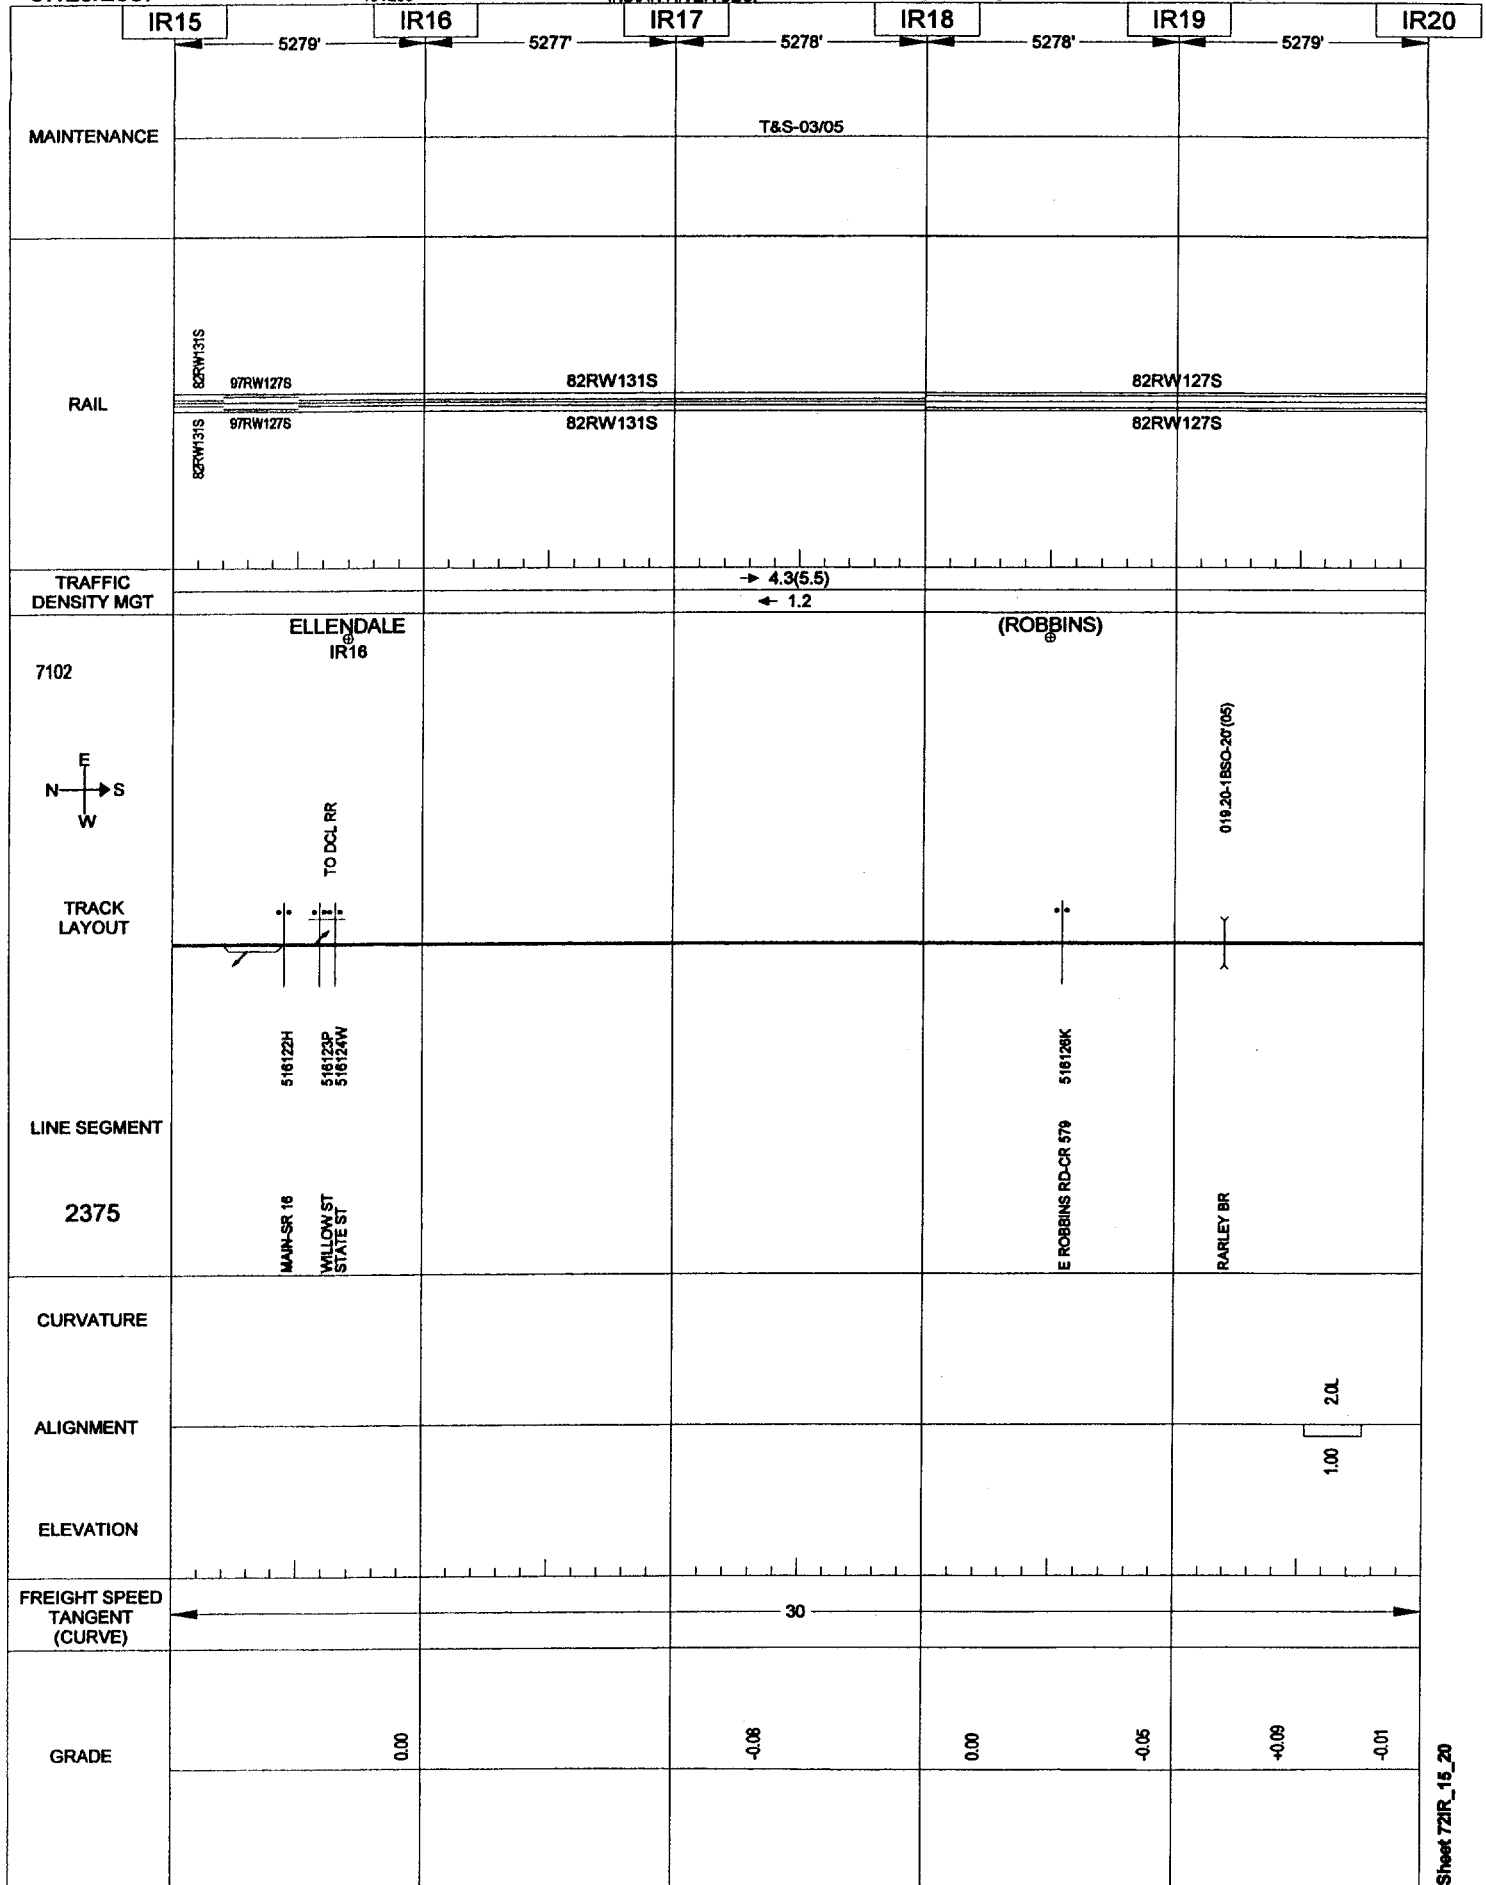 IR15 IR16 IR17 IR18 IR19 IR20
5279' 5277' 5278' 5278' 5279'
MAINTENANCE
T&S-03/05
RAIL
82RW131S
97RW127S
82RW131S
82RW127S
82RW131S
97RW127S
82RW131S
82RW127S
TRAFFIC
DENSITY MGT
→ 4.3(5.5)
← 1.2
ELLENDALE
IR16
(ROBBINS)
7102
E
N S
W
TO DCL RR
019.20-1BSO-20'(05)
TRACK
LAYOUT
516122H
516123P
516124W
516126K
LINE SEGMENT
2375
MAIN-SR 16
WILLOW ST
STATE ST
E ROBBINS RD-CR 579
RARLEY BR
CURVATURE
2.0L
ALIGNMENT
1.00
ELEVATION
FREIGHT SPEED
TANGENT
(CURVE)
30
GRADE
0.00
-0.08
0.00
-0.05
+0.09
-0.01
Sheet 72IR_15_20